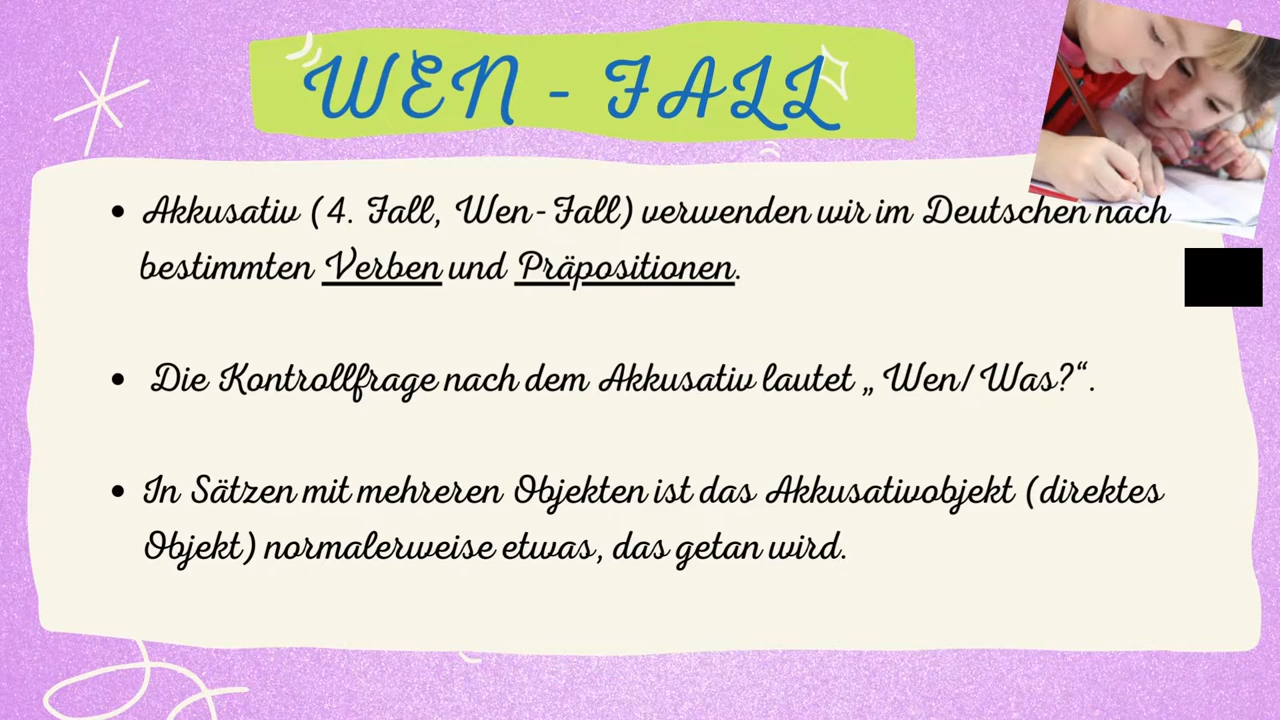 WEN - FALL
• Akkusativ (4. Fall, Wen-Fall) verwenden wir im Deutschen nach
bestimmten Verben und Präpositionen.
• Die Kontrollfrage nach dem Akkusativ lautet „Wen/Was?“.
• In Sätzen mit mehreren Objekten ist das Akkusativobjekt (direktes
Objekt) normalerweise etwas, das getan wird.